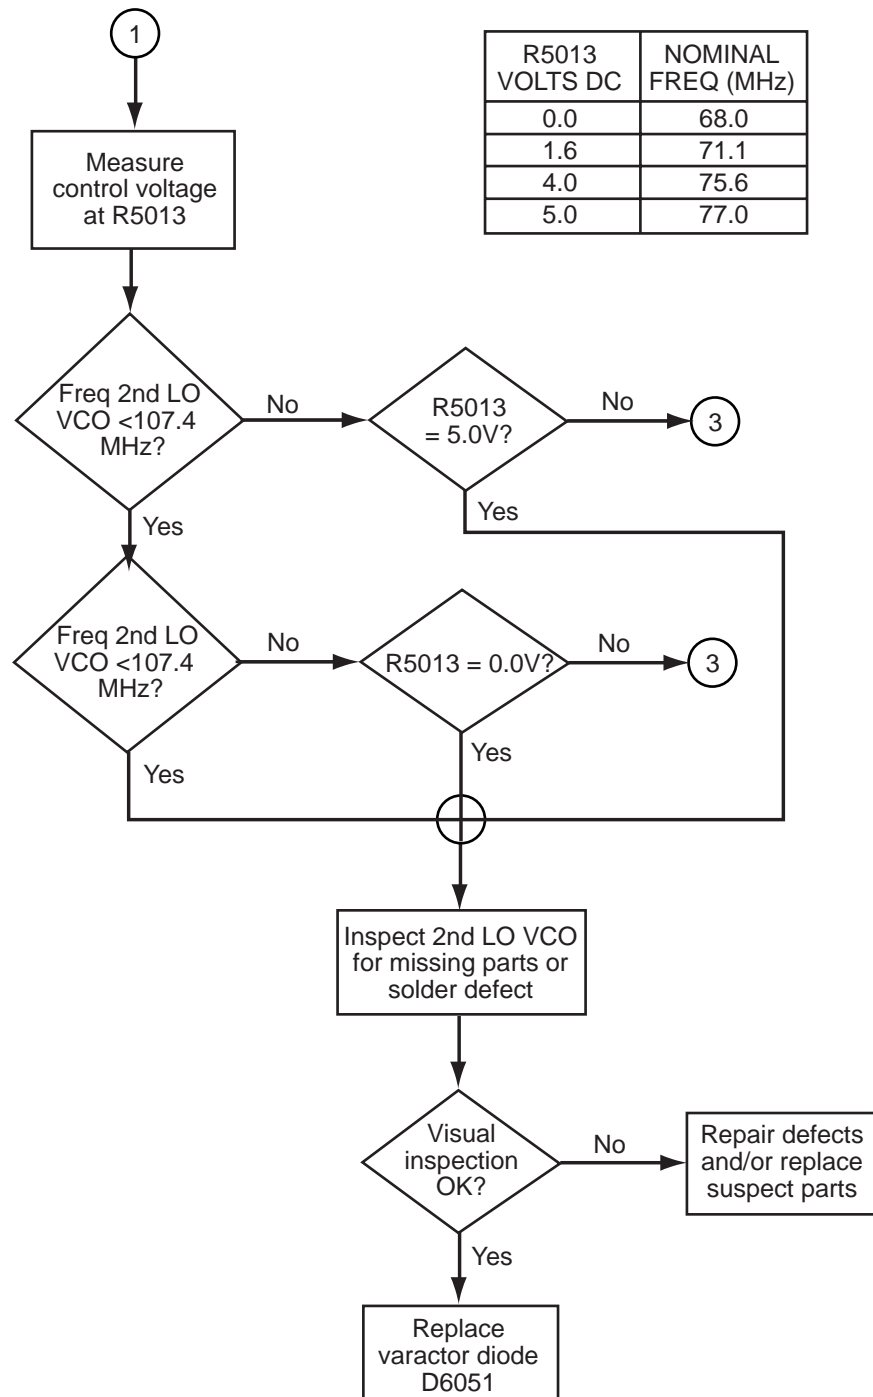 1
R5013 VOLTS DC NOMINAL FREQ (MHz)
0.0 68.0
1.6 71.1
4.0 75.6
5.0 77.0
Measure
control voltage
at R5013
Freq 2nd LO
VCO <107.4
MHz?
No
R5013
= 5.0V?
No
3
Yes
Yes
Freq 2nd LO
VCO <107.4
MHz?
No
R5013 = 0.0V?
No
3
Yes
Yes
Inspect 2nd LO VCO
for missing parts or
solder defect
Visual
inspection
OK?
No
Repair defects
and/or replace
suspect parts
Yes
Replace
varactor diode
D6051